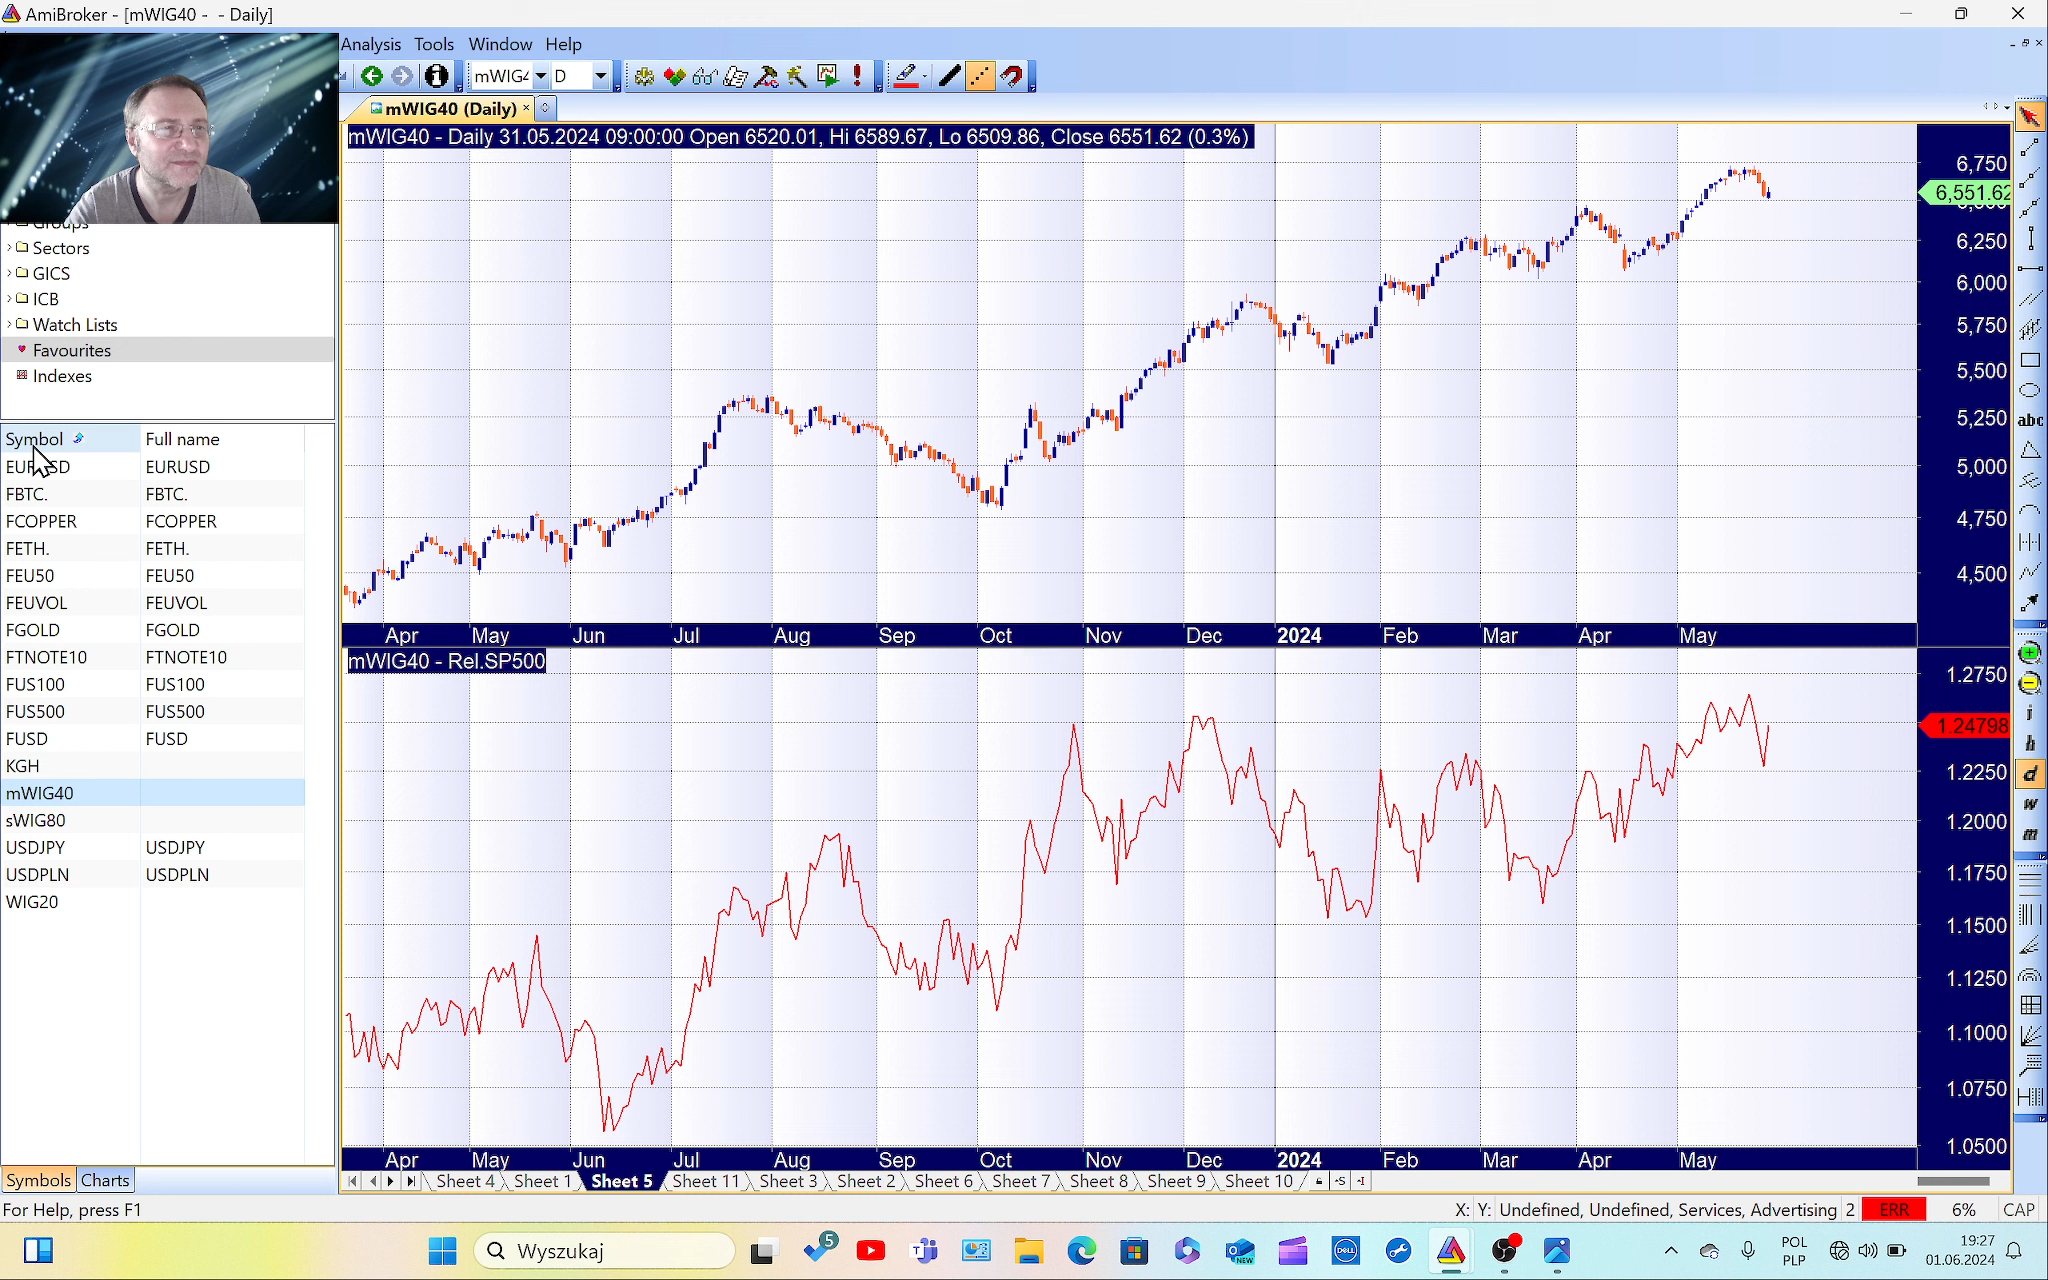 AmiBroker - [mWIG40 - - Daily]
Analysis Tools Window Help
mWIG4 D
mWIG40 (Daily)
mWIG40 - Daily 31.05.2024 09:00:00 Open 6520.01, Hi 6589.67, Lo 6509.86, Close 6551.62 (0.3%)
6,750
6,551.62
6,250
6,000
5,750
5,500
5,250
5,000
4,750
4,500
Apr May Jun Jul Aug Sep Oct Nov Dec 2024 Feb Mar Apr May
Groups
Sectors
GICS
ICB
Watch Lists
Favourites
Indexes
Symbol Full name
EURUSD EURUSD
FBTC. FBTC.
FCOPPER FCOPPER
FETH. FETH.
FEU50 FEU50
FEUVOL FEUVOL
FGOLD FGOLD
FTNOTE10 FTNOTE10
FUS100 FUS100
FUS500 FUS500
FUSD FUSD
KGH
mWIG40
sWIG80
USDJPY USDJPY
USDPLN USDPLN
WIG20
Symbols Charts
mWIG40 - Rel.SP500
1.2750
1.24798
1.2250
1.2000
1.1750
1.1500
1.1250
1.1000
1.0750
1.0500
Apr May Jun Jul Aug Sep Oct Nov Dec 2024 Feb Mar Apr May
Sheet 4 Sheet 1 Sheet 5 Sheet 11 Sheet 3 Sheet 2 Sheet 6 Sheet 7 Sheet 8 Sheet 9 Sheet 10
abc
i
h
d
w
m
For Help, press F1
X: Y: Undefined, Undefined, Services, Advertising 2 ERR 6% CAP
Wyszukaj
5
NEW
DELL
POL
PLP
19:27
01.06.2024